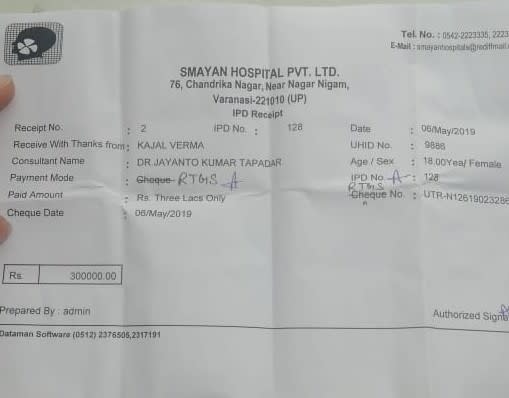 Tel. No. : 0542-2223335, 2223
E-Mail : smayanhospitals@rediffmail.
SMAYAN HOSPITAL PVT. LTD.
76, Chandrika Nagar, Near Nagar Nigam,
Varanasi-221010 (UP)
IPD Receipt
Receipt No. : 2 IPD No. : 128 Date : 06/May/2019
Receive With Thanks from : KAJAL VERMA UHID No. : 9886
Consultant Name : DR.JAYANTO KUMAR TAPADAR Age / Sex : 18.00Yea/ Female
Payment Mode : Cheque RTGS IPD No. : 128
Paid Amount : Rs. Three Lacs Only RTGS Cheque No. : UTR-N1261902328
Cheque Date : 06/May/2019
Rs. 300000.00
Prepared By : admin Authorized Signa
Dataman Software (0512) 2376505,2317191